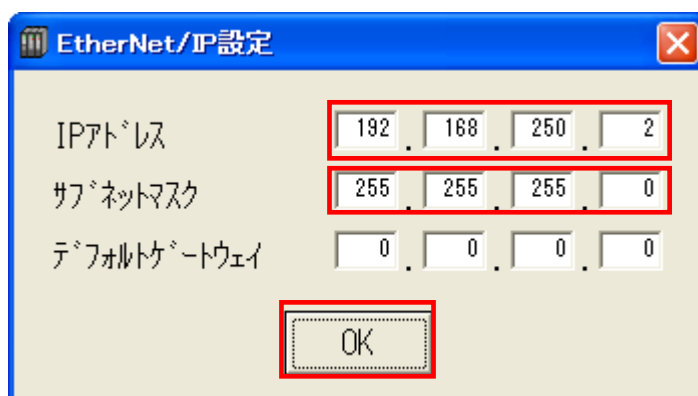 EtherNet/IP設定
IPｱﾄﾞﾚｽ 192 . 168 . 250 . 2
ｻﾌﾞﾈｯﾄﾏｽｸ 255 . 255 . 255 . 0
ﾃﾞﾌｫﾙﾄｹﾞｰﾄｳｪｲ 0 . 0 . 0 . 0
OK